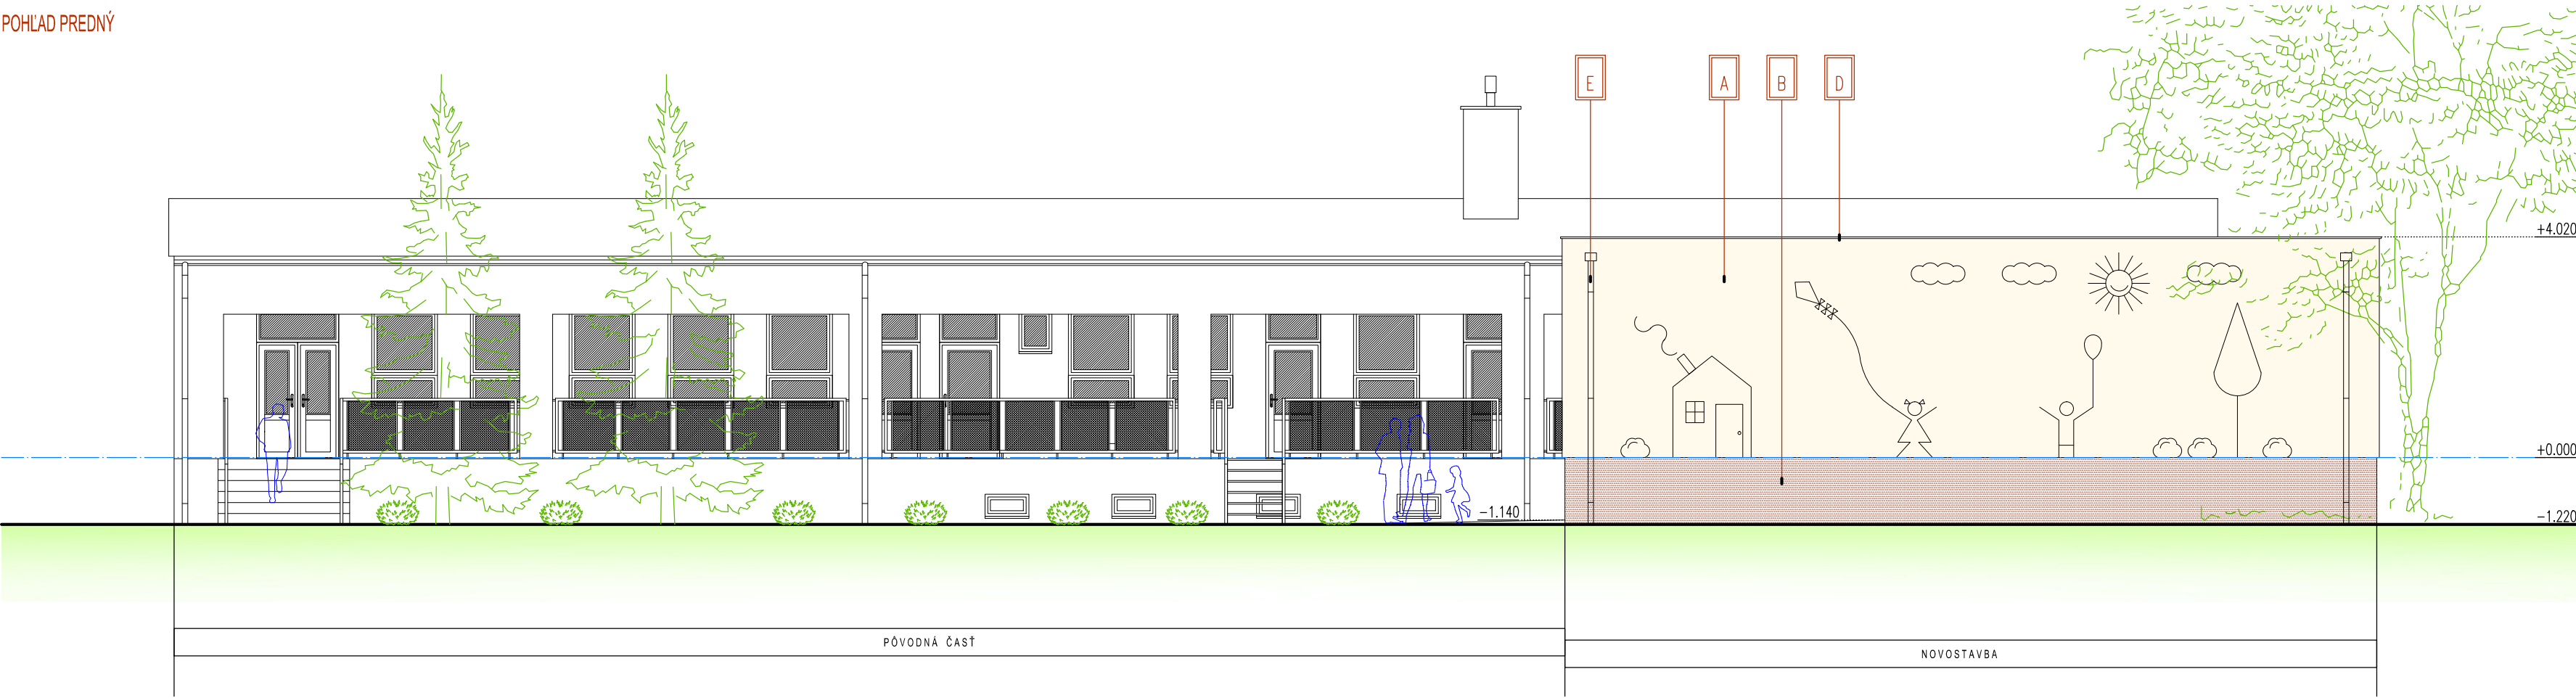 POHĽAD PREDNÝ
E A B D
+4.020
+0.000
-1.140
-1.220
PÔVODNÁ ČASŤ
NOVOSTAVBA